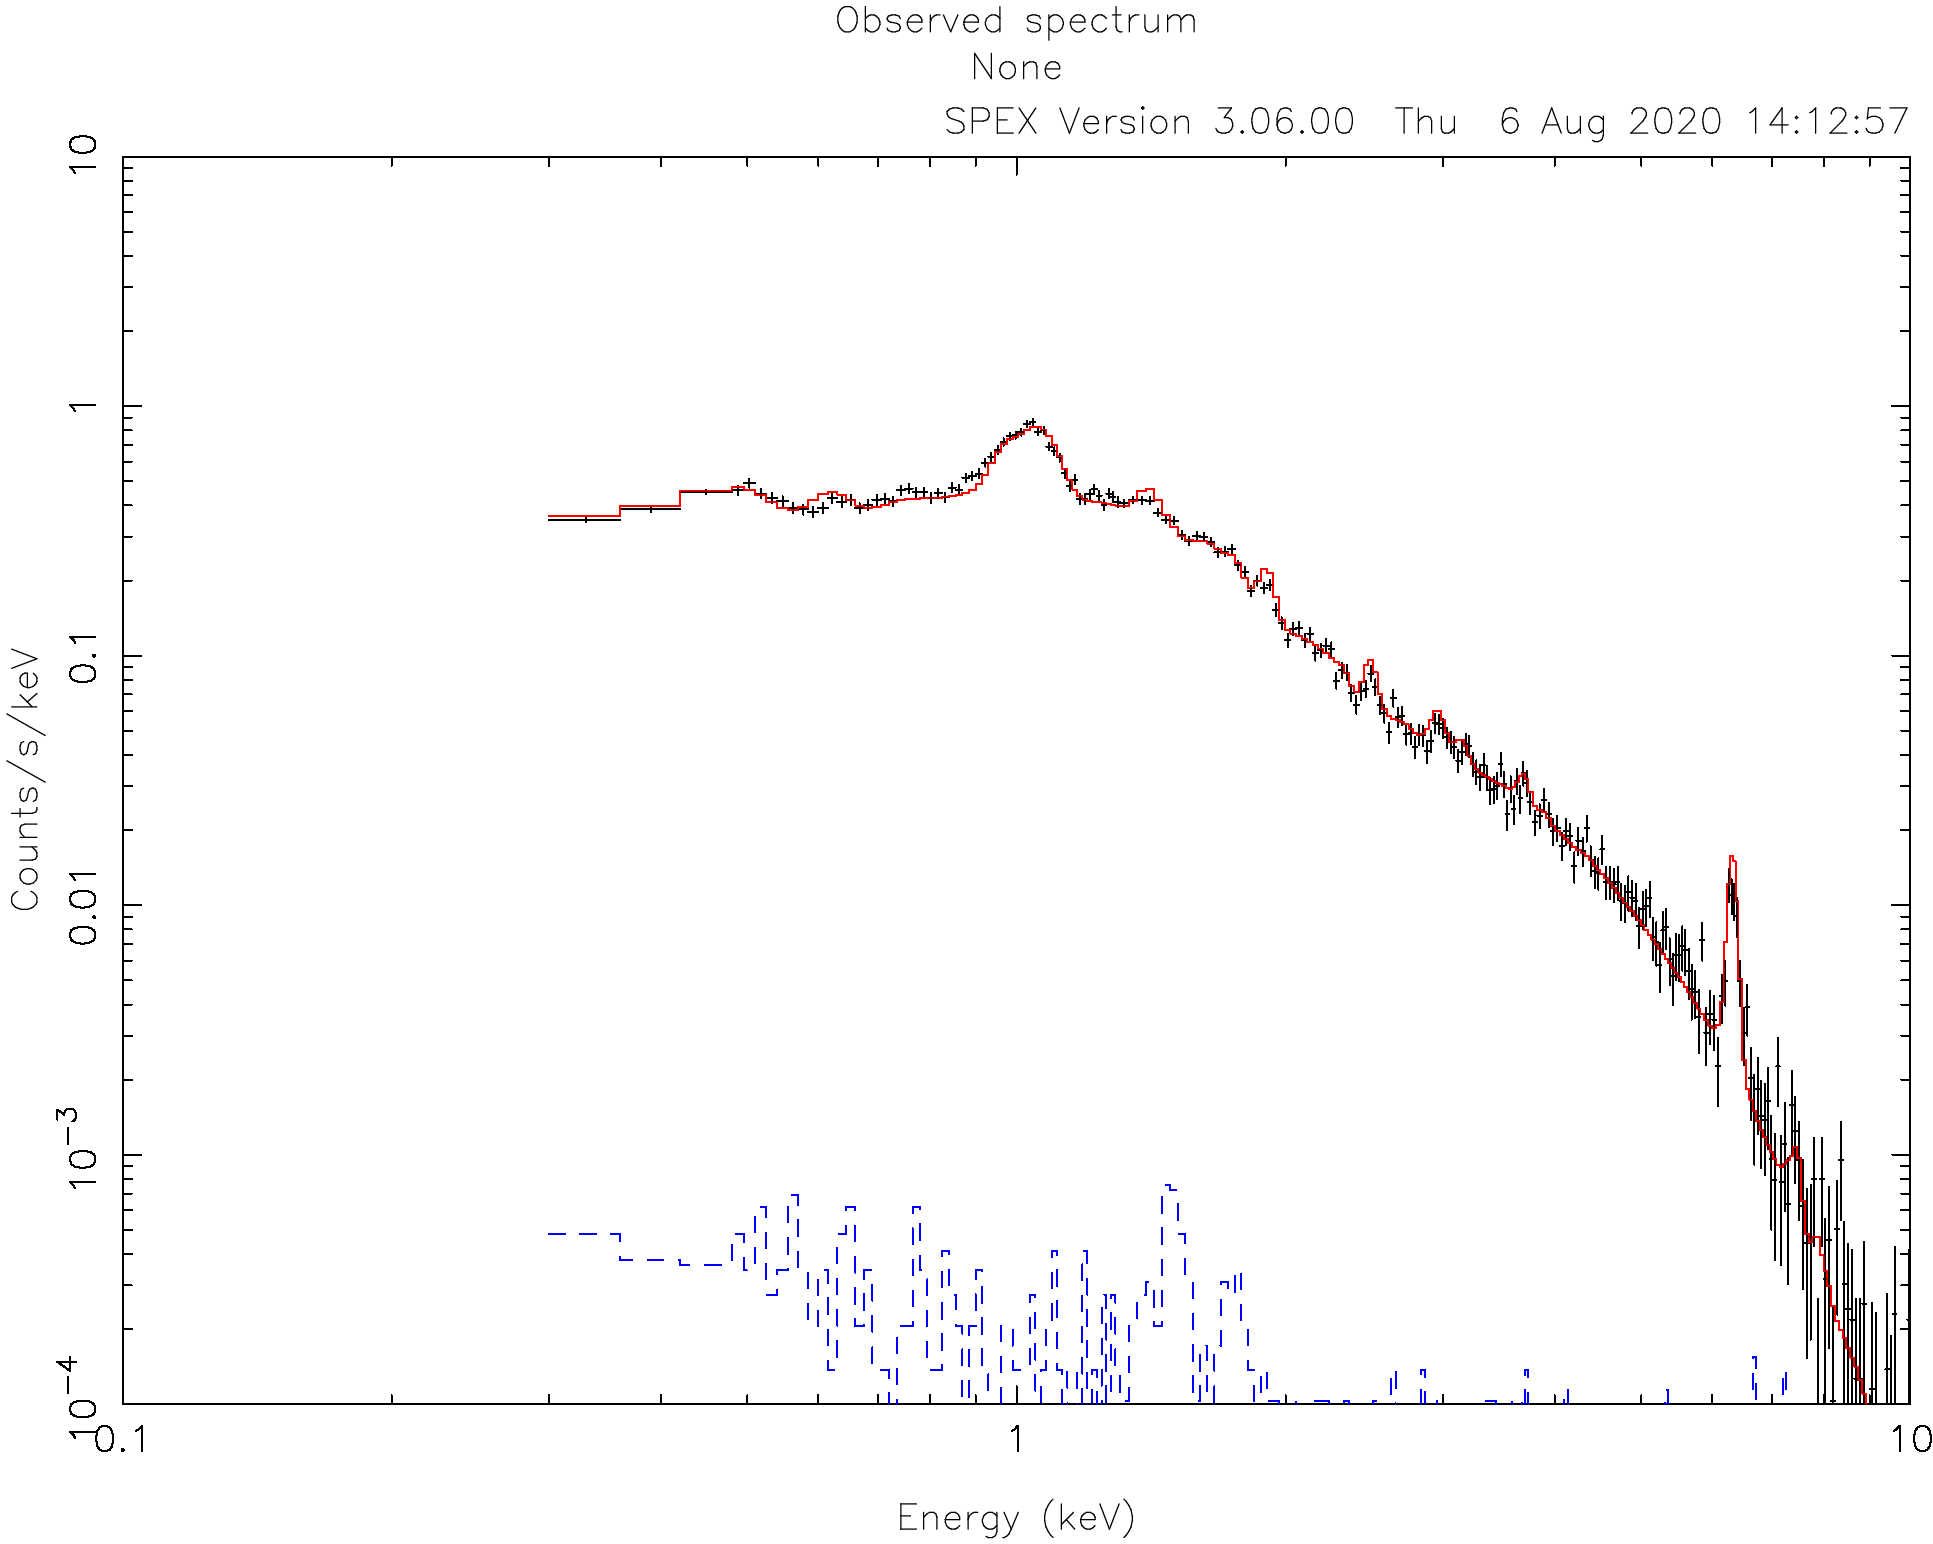 Observed spectrum
None
SPEX Version 3.06.00 Thu 6 Aug 2020 14:12:57
10
1
0.1
0.01
10⁻³
10⁻⁴
Counts/s/keV
0.1 1 10
Energy (keV)